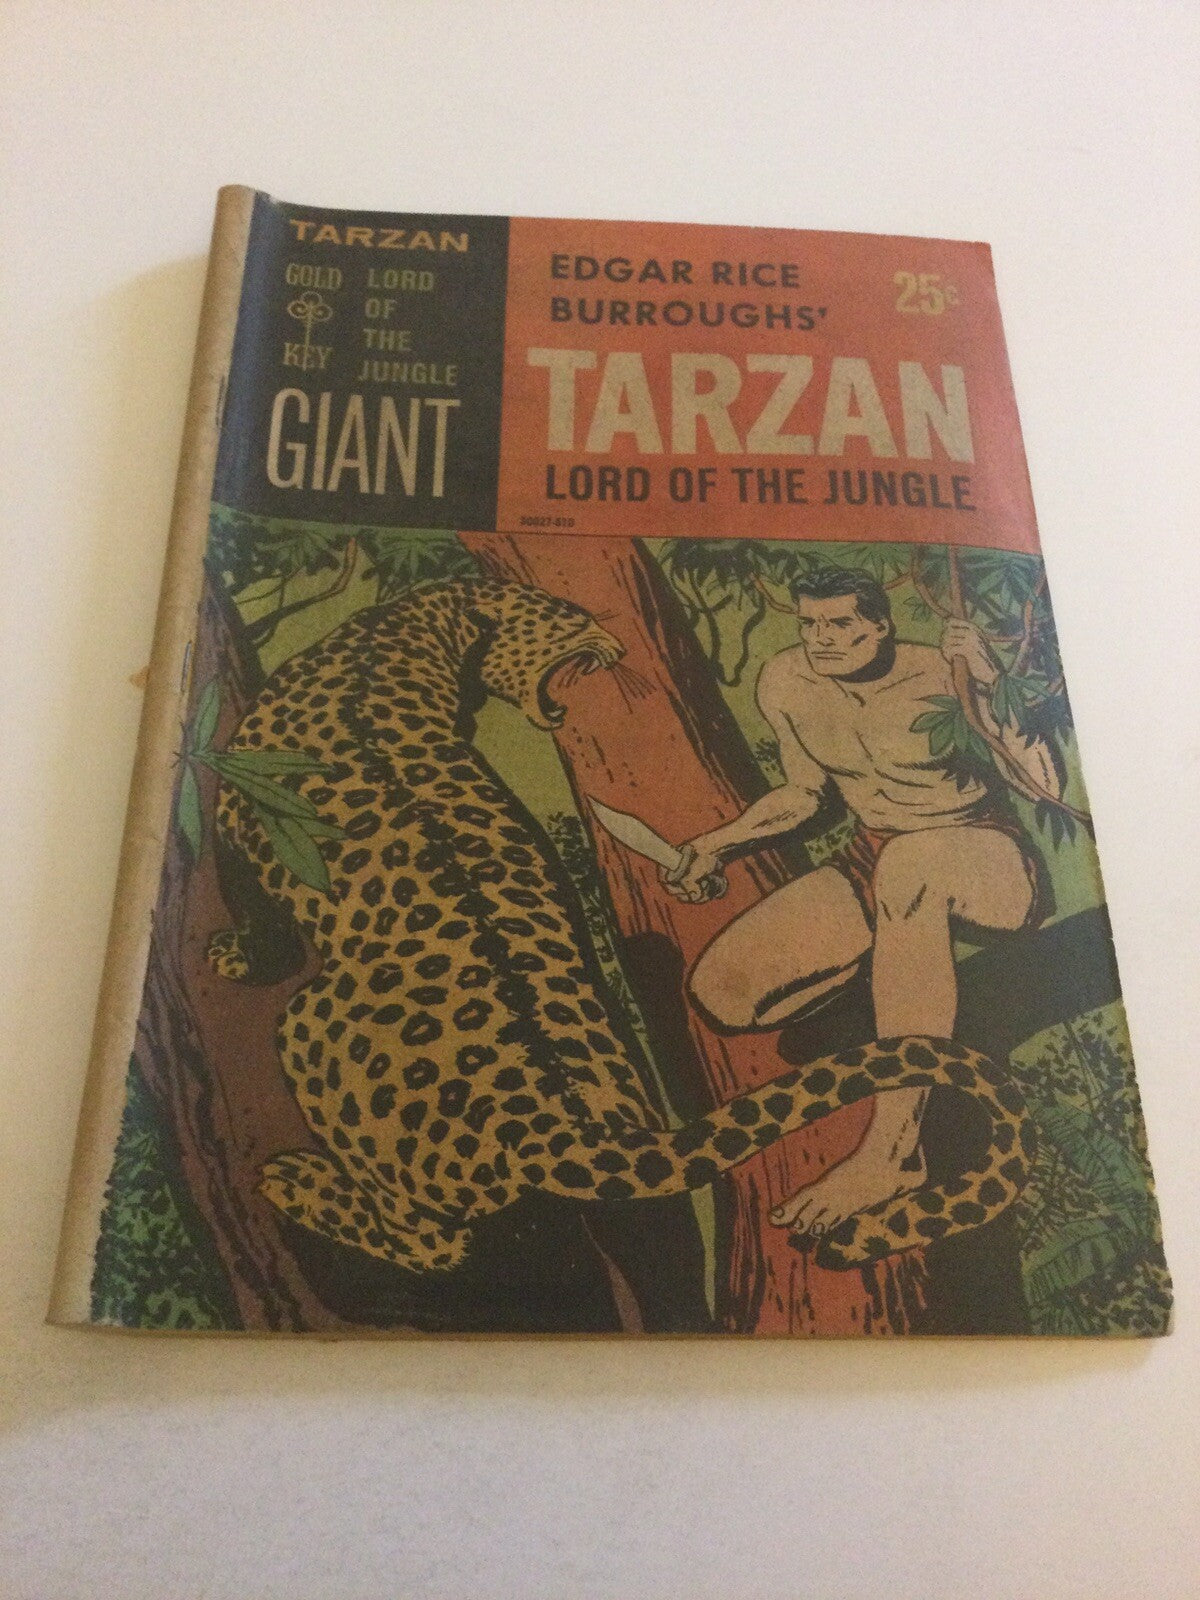 TARZAN
GOLD
KEY
LORD
OF
THE
JUNGLE
GIANT
EDGAR RICE
BURROUGHS'
25¢
TARZAN
LORD OF THE JUNGLE